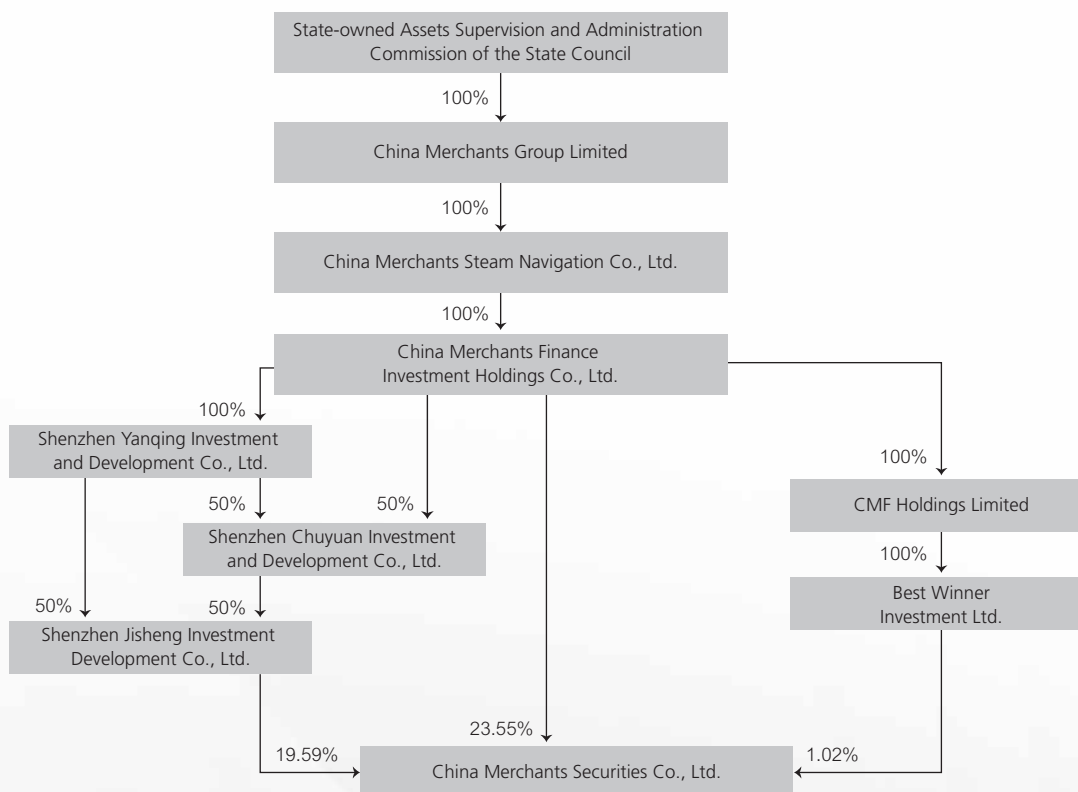 State-owned Assets Supervision and Administration
Commission of the State Council
100%
China Merchants Group Limited
100%
China Merchants Steam Navigation Co., Ltd.
100%
China Merchants Finance
Investment Holdings Co., Ltd.
100%
Shenzhen Yanqing Investment
and Development Co., Ltd.
100%
50%
50%
CMF Holdings Limited
Shenzhen Chuyuan Investment
and Development Co., Ltd.
100%
50%
50%
Best Winner
Investment Ltd.
Shenzhen Jisheng Investment
Development Co., Ltd.
23.55%
19.59%
1.02%
China Merchants Securities Co., Ltd.